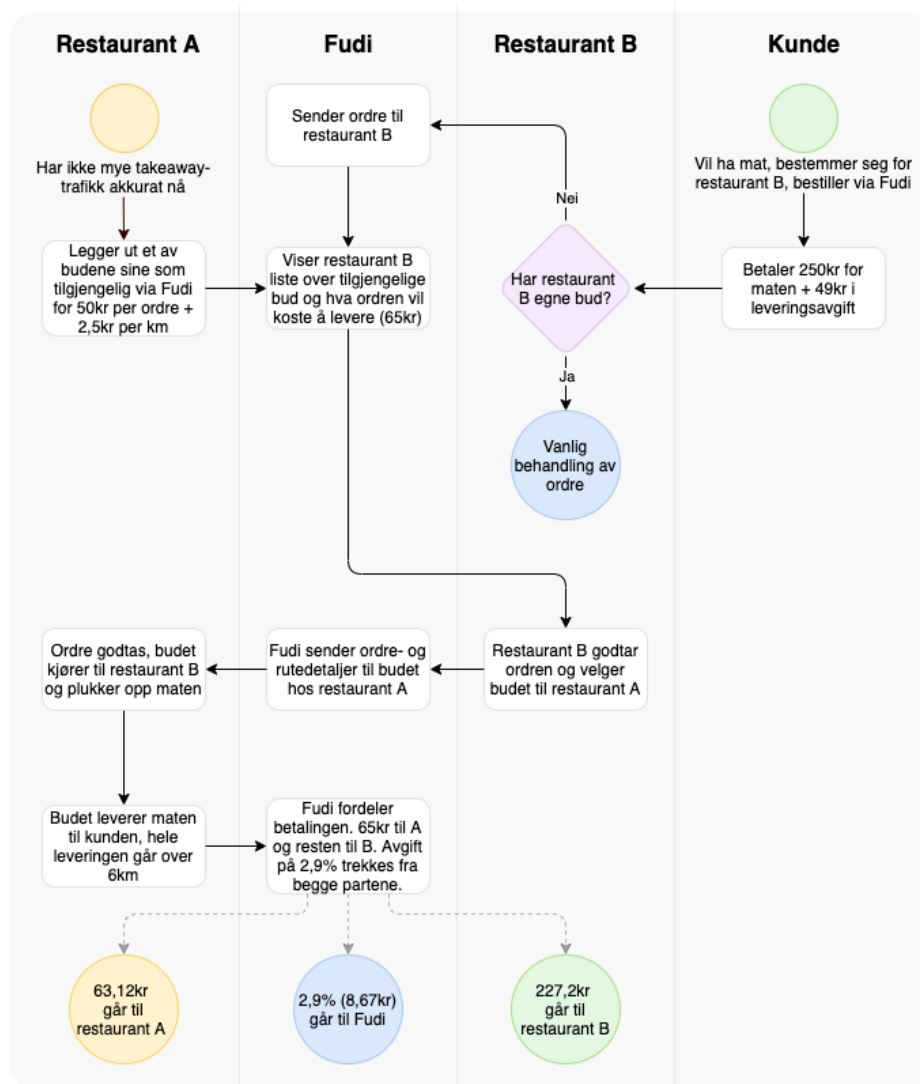 Restaurant A
Fudi
Restaurant B
Kunde
Har ikke mye takeaway-
trafikk akkurat nå
Sender ordre til
restaurant B
Vil ha mat, bestemmer seg for
restaurant B, bestiller via Fudi
Nei
Legger ut et av
budene sine som
tilgjengelig via Fudi
for 50kr per ordre +
2,5kr per km
Viser restaurant B
liste over tilgjengelige
bud og hva ordren vil
koste å levere (65kr)
Har restaurant
B egne bud?
Betaler 250kr for
maten + 49kr i
leveringsavgift
Ja
Vanlig
behandling av
ordre
Ordre godtas, budet
kjører til restaurant B
og plukker opp maten
Fudi sender ordre- og
rutedetaljer til budet
hos restaurant A
Restaurant B godtar
ordren og velger
budet til restaurant A
Budet leverer maten
til kunden, hele
leveringen går over
6km
Fudi fordeler
betalingen. 65kr til A
og resten til B. Avgift
på 2,9% trekkes fra
begge partene.
63,12kr
går til
restaurant A
2,9% (8,67kr)
går til Fudi
227,2kr
går til
restaurant B